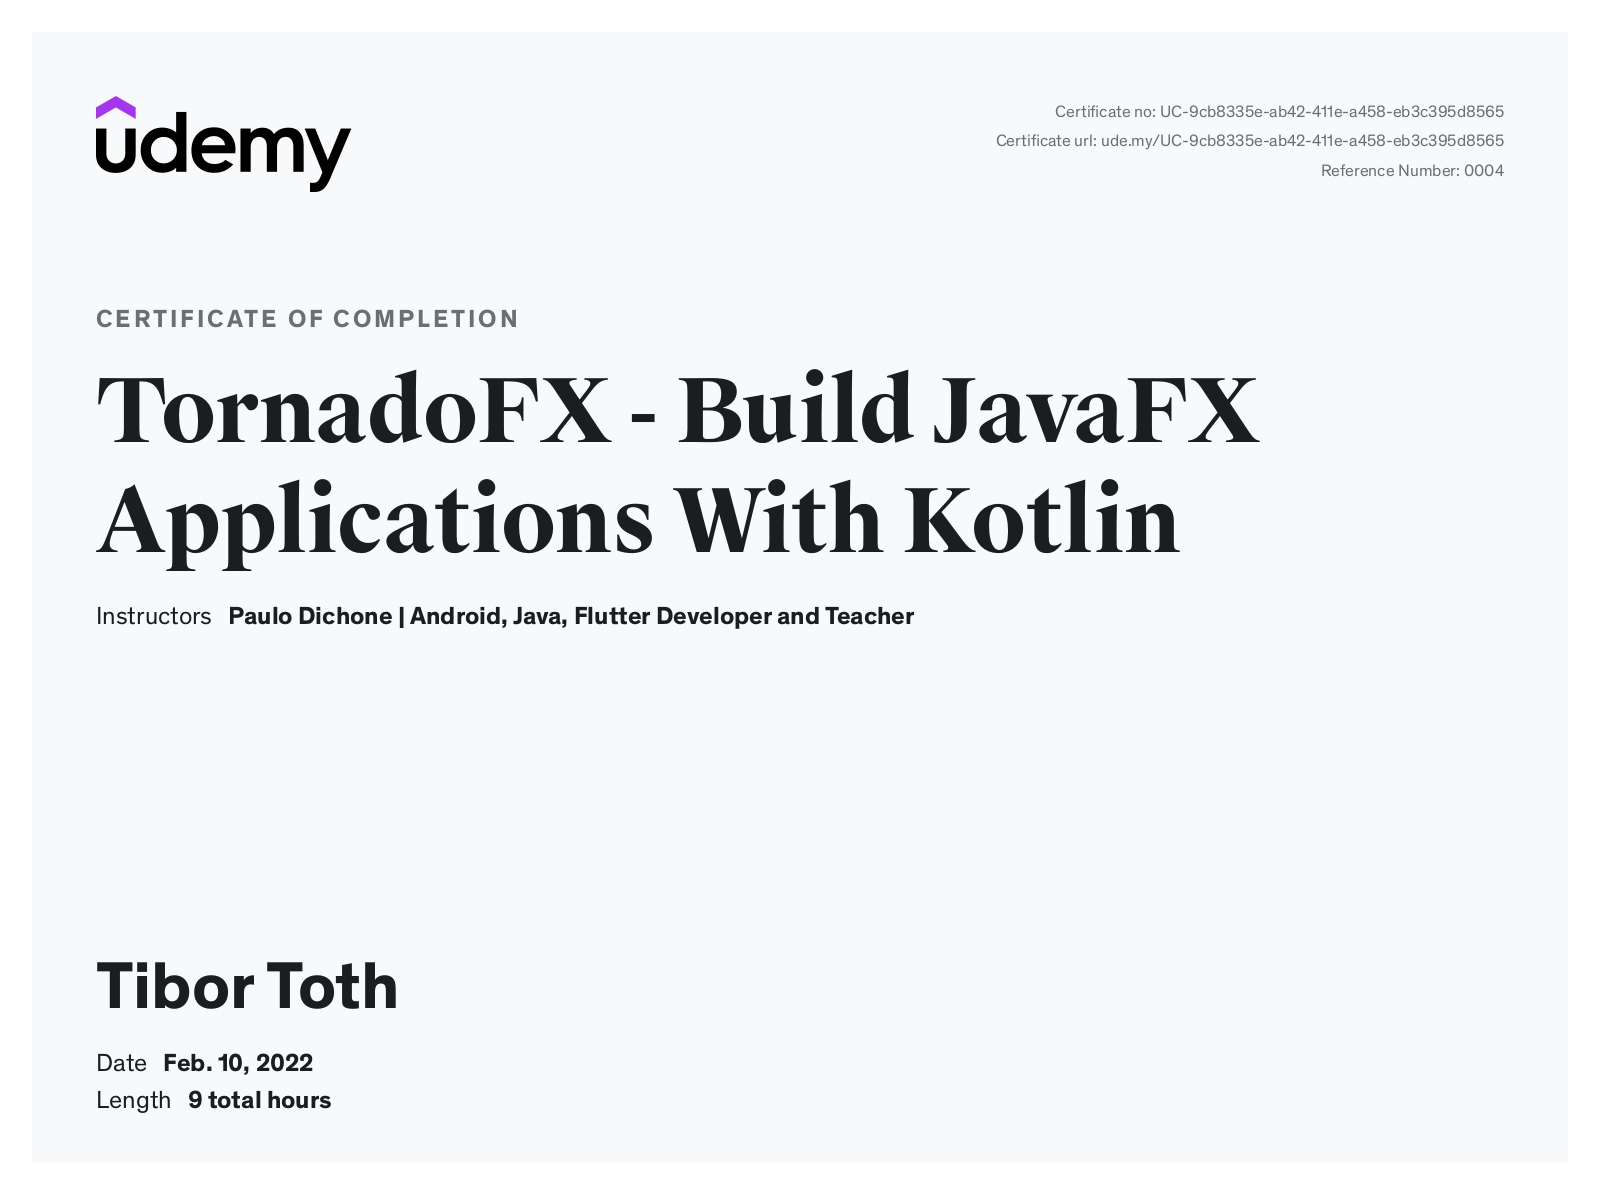 udemy
Certificate no: UC-9cb8335e-ab42-411e-a458-eb3c395d8565
Certificate url: ude.my/UC-9cb8335e-ab42-411e-a458-eb3c395d8565
Reference Number: 0004
CERTIFICATE OF COMPLETION
TornadoFX - Build JavaFX
Applications With Kotlin
Instructors Paulo Dichone | Android, Java, Flutter Developer and Teacher
Tibor Toth
Date Feb. 10, 2022
Length 9 total hours